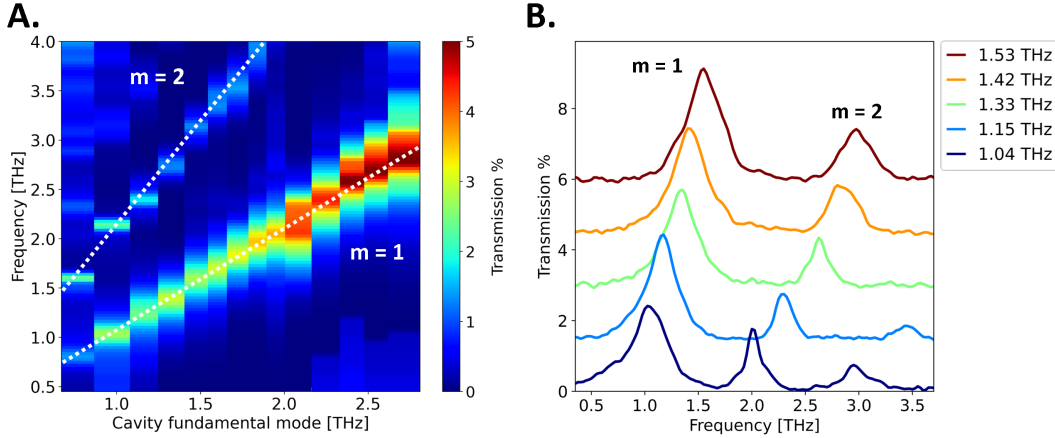 A.
4.0
3.5
3.0
2.5
2.0
1.5
1.0
0.5
Frequency [THz]
m = 2
m = 1
1.0
1.5
2.0
2.5
Cavity fundamental mode [THz]
5
4
3
2
1
0
Transmission %
B.
8
6
4
2
0
Transmission %
m = 1
m = 2
0.5
1.0
1.5
2.0
2.5
3.0
3.5
Frequency [THz]
1.53 THz
1.42 THz
1.33 THz
1.15 THz
1.04 THz